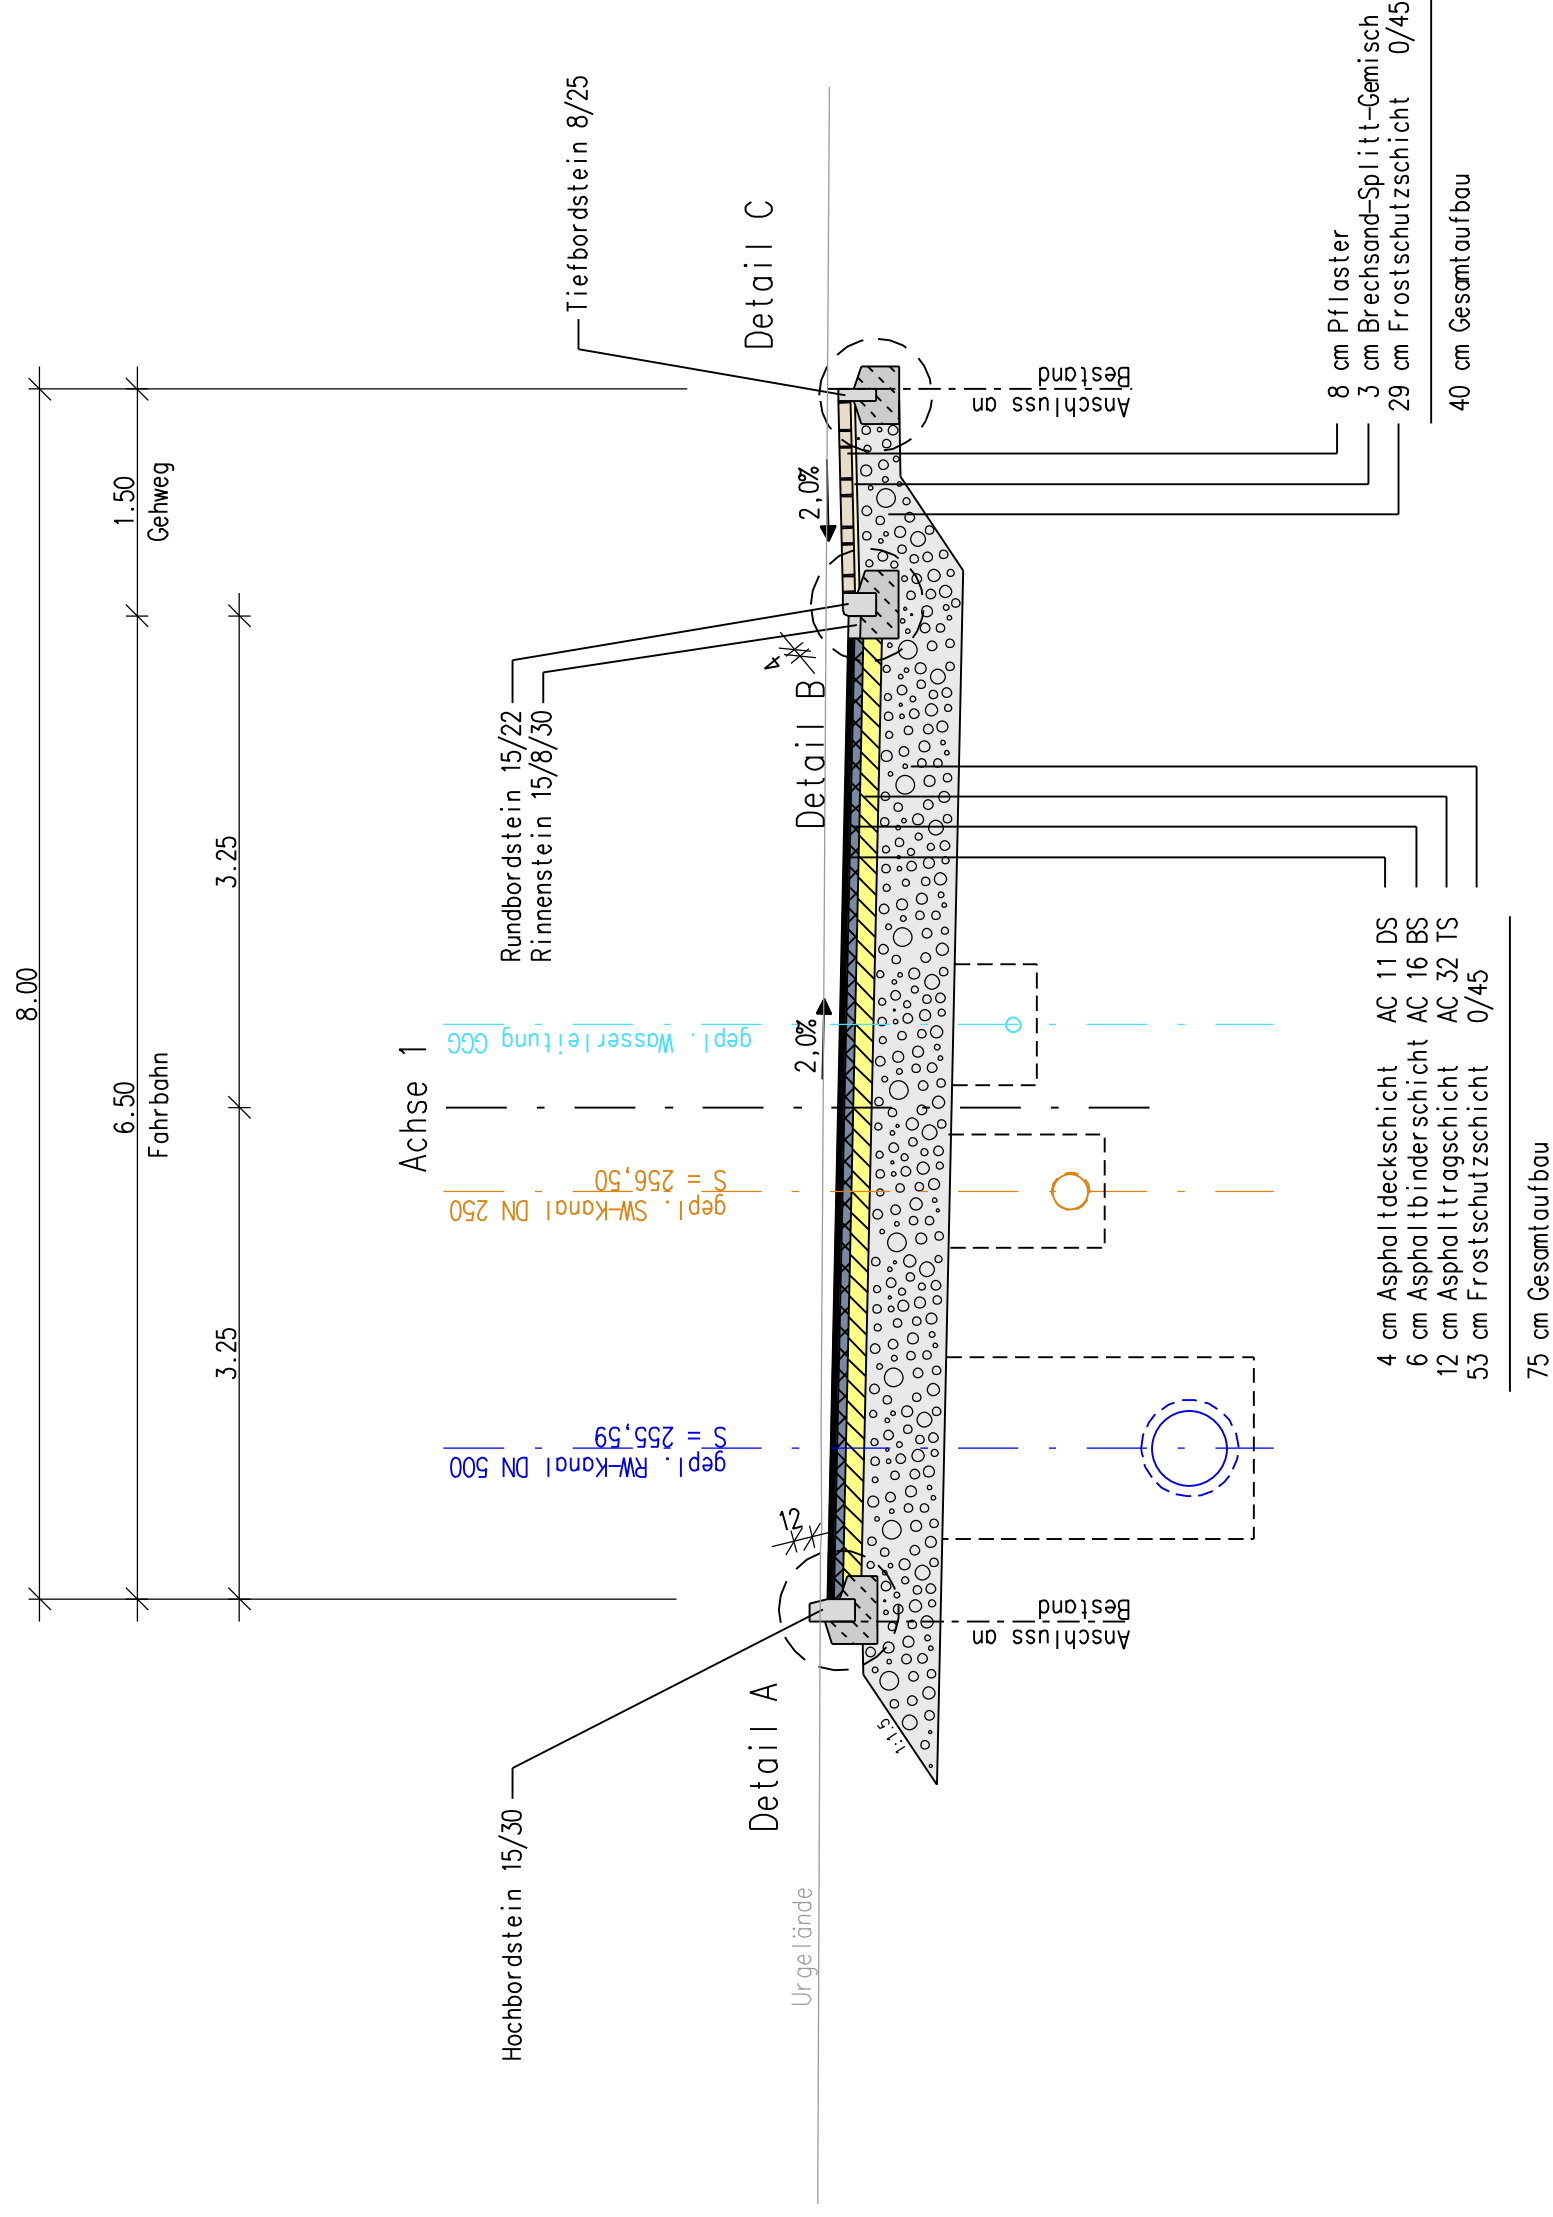 8.00
6.50
Fahrbahn
1.50
Gehweg
3.25
3.25
Achse 1
Hochbordstein 15/30
Rundbordstein 15/22
Rinnenstein 15/8/30
Tiefbordstein 8/25
gepl. RW-Kanal DN 500
S = 255,59
gepl. SW-Kanal DN 250
S = 256,50
gepl. Wasserleitung GGG
Urgelände
Detail A
12
2,0%
Detail B
4
2,0%
Detail C
1:1.5
Anschluss an
Bestand
Anschluss an
Bestand
4 cm Asphaltdeckschicht AC 11 DS
6 cm Asphaltbinderschicht AC 16 BS
12 cm Asphalttragschicht AC 32 TS
53 cm Frostschutzschicht 0/45
75 cm Gesamtaufbau
8 cm Pflaster
3 cm Brechsand-Splitt-Gemisch
29 cm Frostschutzschicht 0/45
40 cm Gesamtaufbau